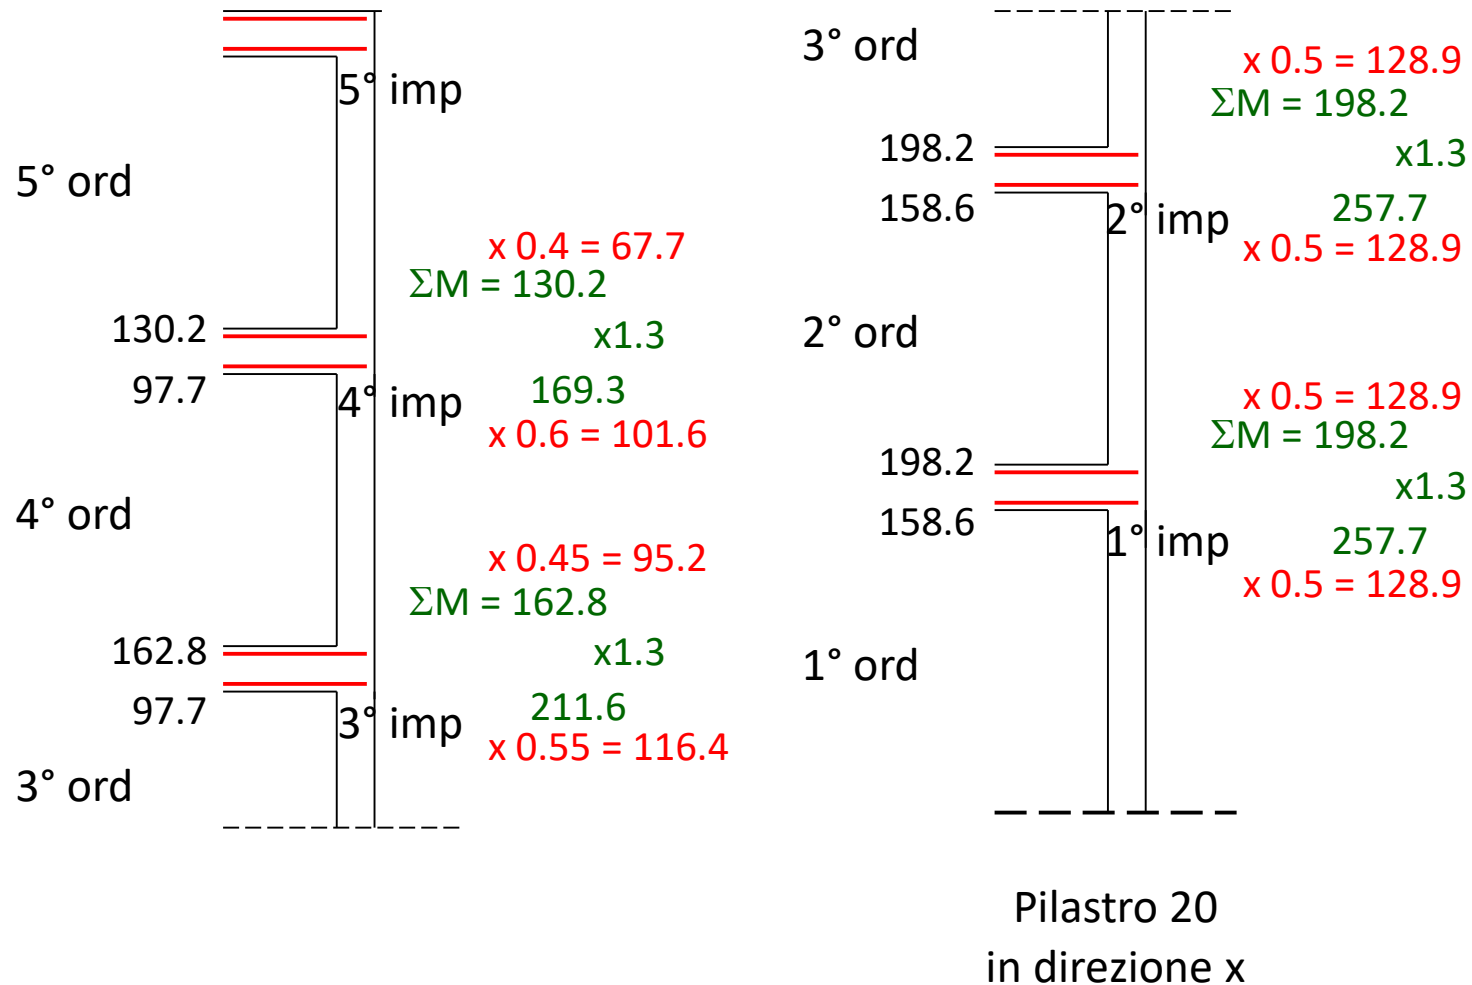 5° imp
5° ord
x 0.4 = 67.7
ΣM = 130.2
130.2
x1.3
97.7
4° imp
169.3
x 0.6 = 101.6
4° ord
x 0.45 = 95.2
ΣM = 162.8
162.8
x1.3
97.7
3° imp
211.6
x 0.55 = 116.4
3° ord
3° ord
x 0.5 = 128.9
ΣM = 198.2
198.2
x1.3
158.6
2° imp
257.7
x 0.5 = 128.9
2° ord
x 0.5 = 128.9
ΣM = 198.2
198.2
x1.3
158.6
1° imp
257.7
x 0.5 = 128.9
1° ord
Pilastro 20
in direzione x